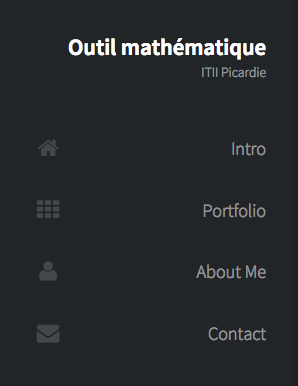 Outil mathématique
ITII Picardie
Intro
Portfolio
About Me
Contact